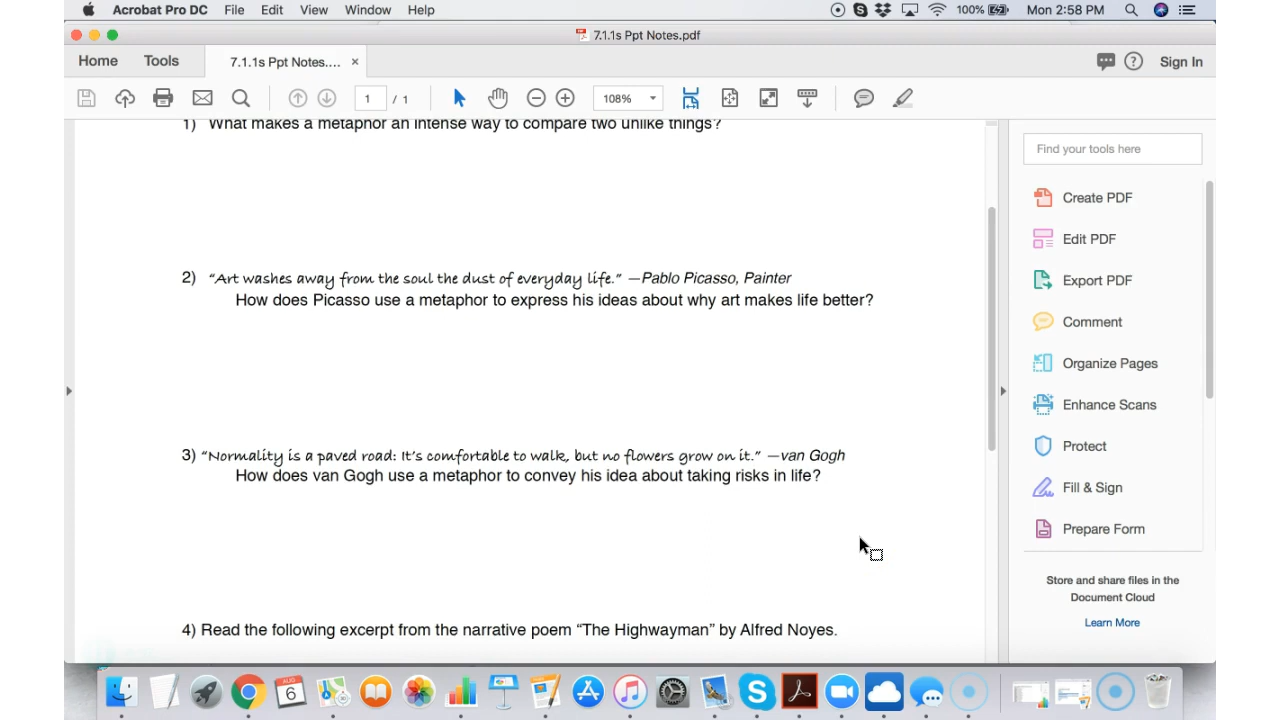 Acrobat Pro DC File Edit View Window Help 100% Mon 2:58 PM
7.1.1s Ppt Notes.pdf
Home Tools 7.1.1s Ppt Notes.... × ? Sign In
1 / 1 108%
1) What makes a metaphor an intense way to compare two unlike things?
2) “Art washes away from the soul the dust of everyday life.” —Pablo Picasso, Painter
How does Picasso use a metaphor to express his ideas about why art makes life better?
3) “Normality is a paved road: It's comfortable to walk, but no flowers grow on it.” —van Gogh
How does van Gogh use a metaphor to convey his idea about taking risks in life?
4) Read the following excerpt from the narrative poem “The Highwayman” by Alfred Noyes.
Find your tools here
Create PDF
Edit PDF
Export PDF
Comment
Organize Pages
Enhance Scans
Protect
Fill & Sign
Prepare Form
Store and share files in the
Document Cloud
Learn More
AUG
6